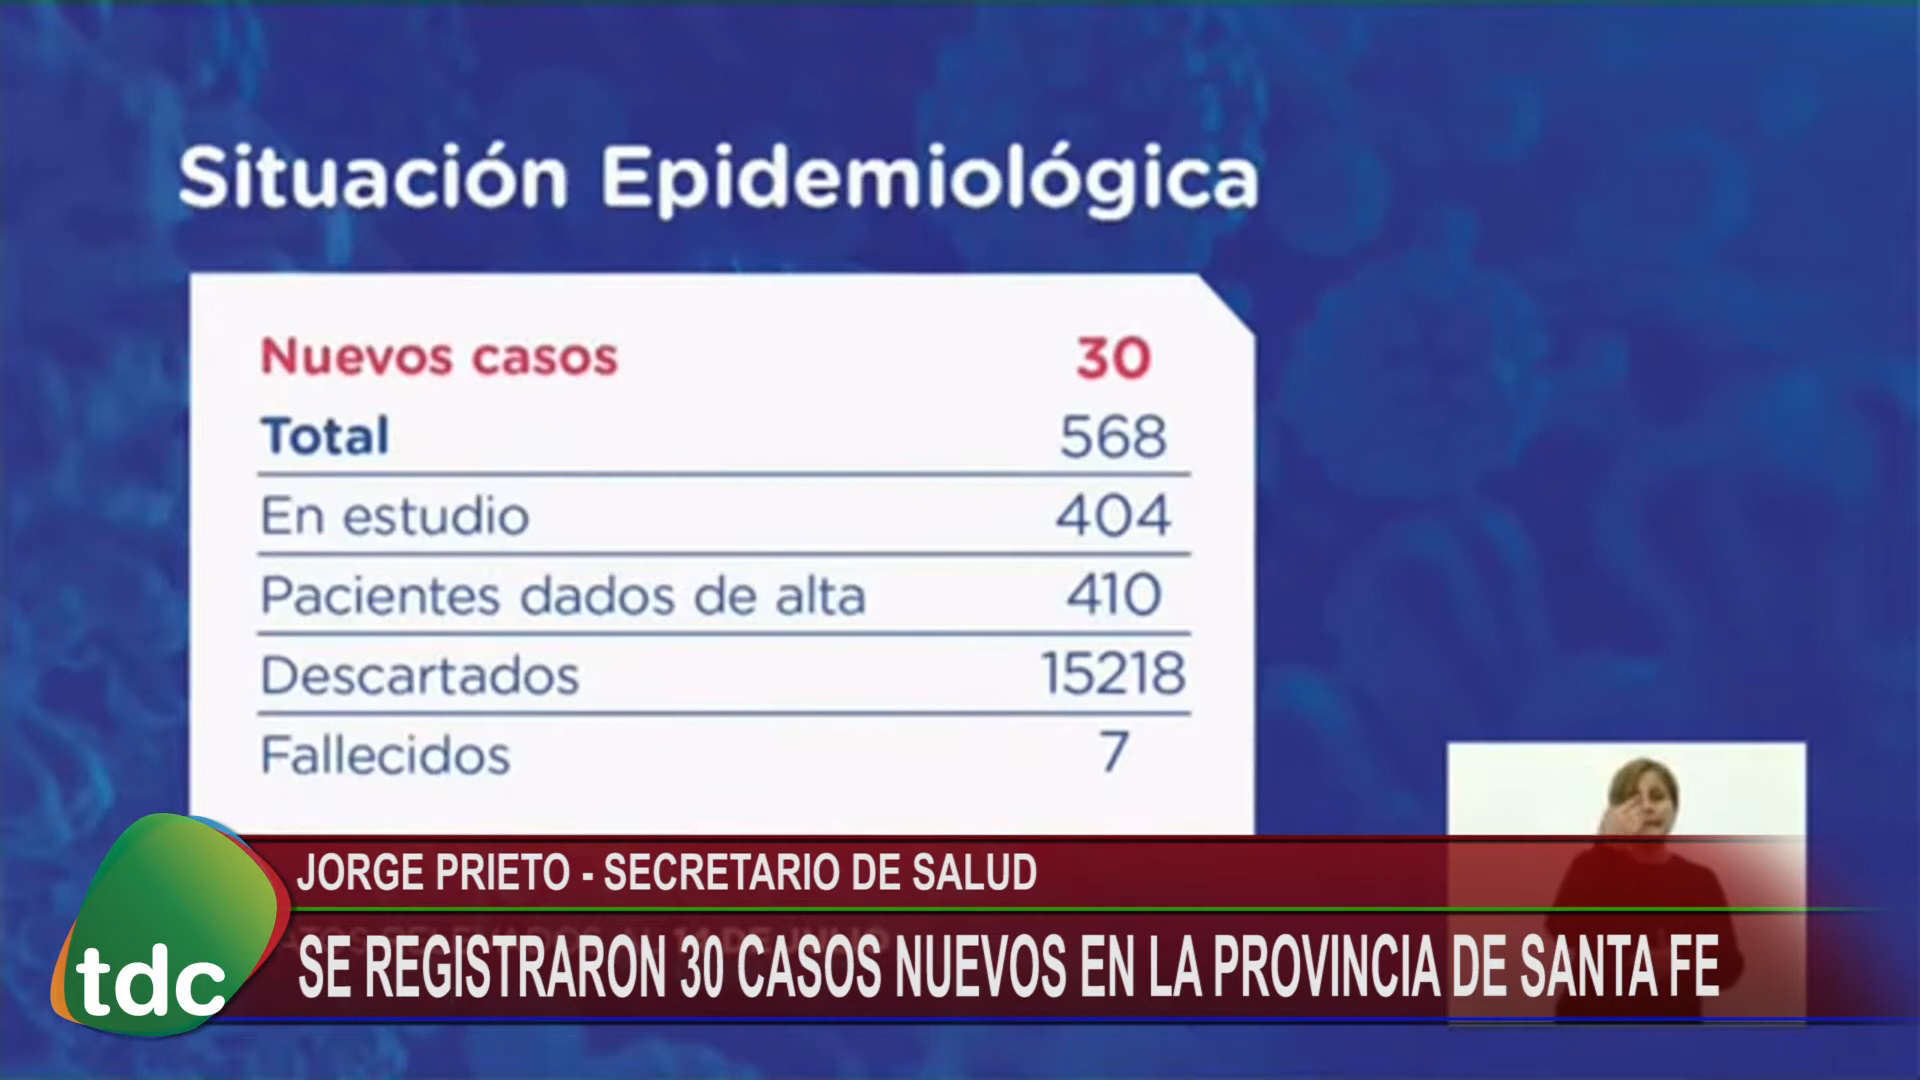 Situación Epidemiológica
Nuevos casos 30
Total 568
En estudio 404
Pacientes dados de alta 410
Descartados 15218
Fallecidos 7
JORGE PRIETO - SECRETARIO DE SALUD
SE REGISTRARON 30 CASOS NUEVOS EN LA PROVINCIA DE SANTA FE
tdc